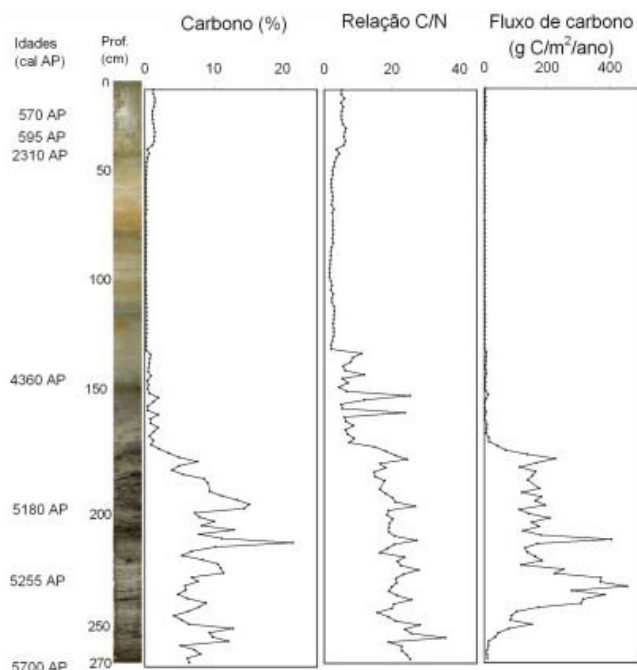 Carbono (%)
Relação C/N
Fluxo de carbono
(g C/m²/ano)
Idades
(cal AP)
Prof.
(cm)
0 10 20
0 20 40
0 200 400
0
570 AP
595 AP
2310 AP
50
100
4360 AP
150
5180 AP
200
5255 AP
250
5700 AP
270